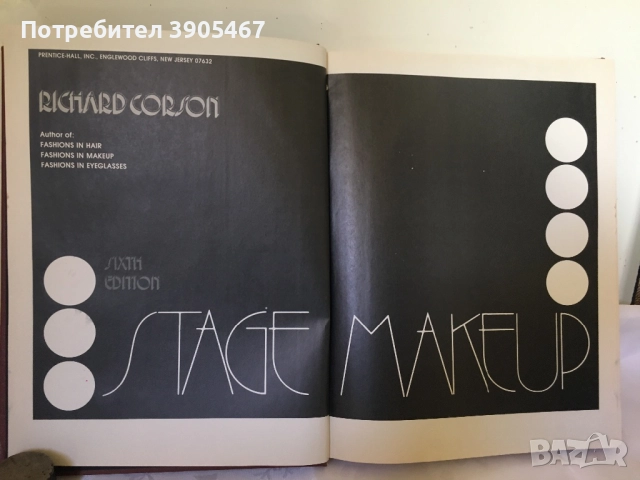 Потребител 3905467
PRENTICE-HALL, INC., ENGLEWOOD CLIFFS, NEW JERSEY 07632
RICHARD CORSON
Author of:
FASHIONS IN HAIR
FASHIONS IN MAKEUP
FASHIONS IN EYEGLASSES
SIXTH
EDITION
STAGE MAKEUP
BAZAR